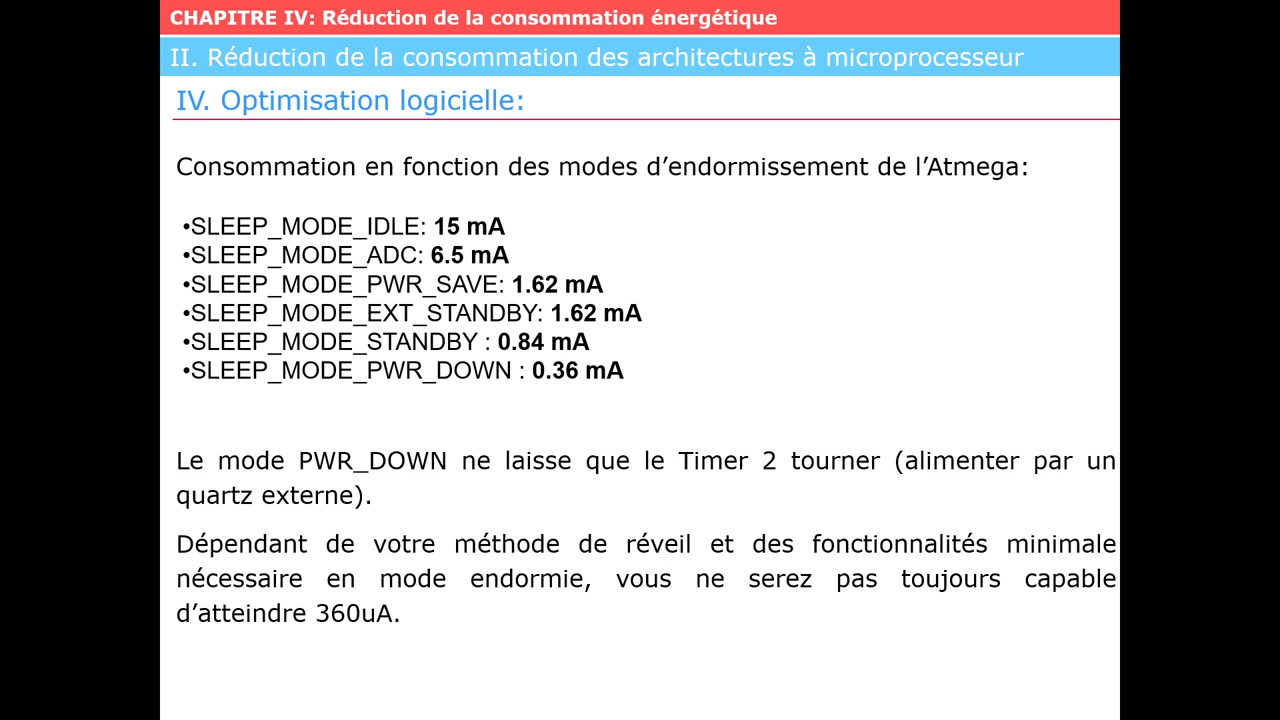 CHAPITRE IV: Réduction de la consommation énergétique
II. Réduction de la consommation des architectures à microprocesseur
IV. Optimisation logicielle:
Consommation en fonction des modes d’endormissement de l’Atmega:
•SLEEP_MODE_IDLE: 15 mA
•SLEEP_MODE_ADC: 6.5 mA
•SLEEP_MODE_PWR_SAVE: 1.62 mA
•SLEEP_MODE_EXT_STANDBY: 1.62 mA
•SLEEP_MODE_STANDBY : 0.84 mA
•SLEEP_MODE_PWR_DOWN : 0.36 mA
Le mode PWR_DOWN ne laisse que le Timer 2 tourner (alimenter par un
quartz externe).
Dépendant de votre méthode de réveil et des fonctionnalités minimale
nécessaire en mode endormie, vous ne serez pas toujours capable
d’atteindre 360uA.